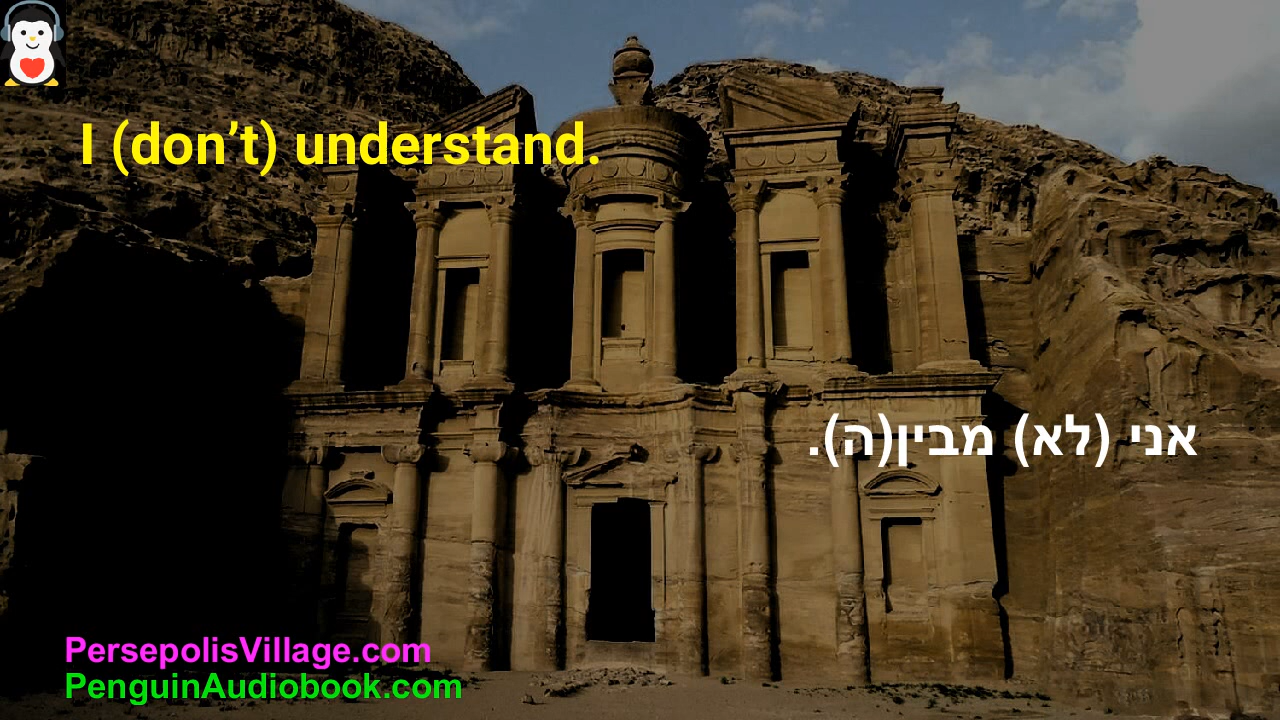 I (don’t) understand.
אני (לא) מבין(ה).
PersepolisVillage.com
PenguinAudiobook.com